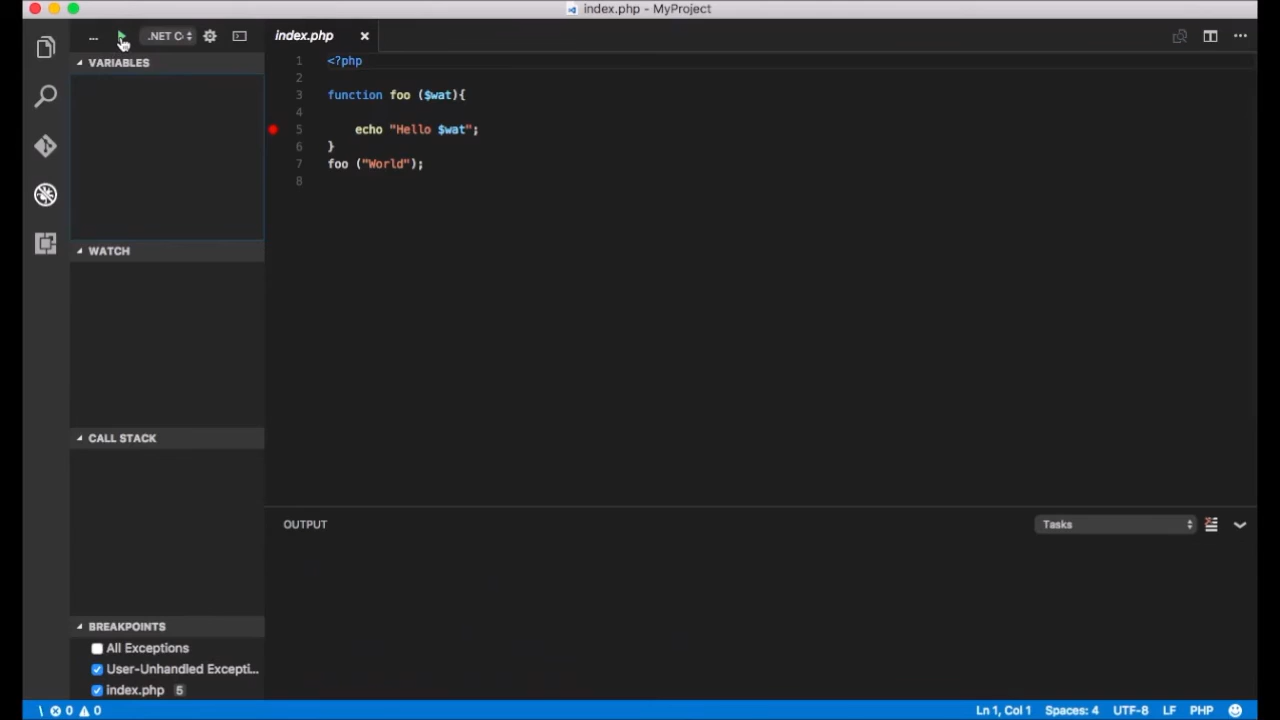 index.php - MyProject
... .NET C
index.php
VARIABLES
1 <?php
2
3 function foo ($wat){
4
5 echo "Hello $wat";
6 }
7 foo ("World");
8
WATCH
CALL STACK
OUTPUT
Tasks
BREAKPOINTS
All Exceptions
User-Unhandled Excepti...
index.php 5
\ 0 0
Ln 1, Col 1 Spaces: 4 UTF-8 LF PHP